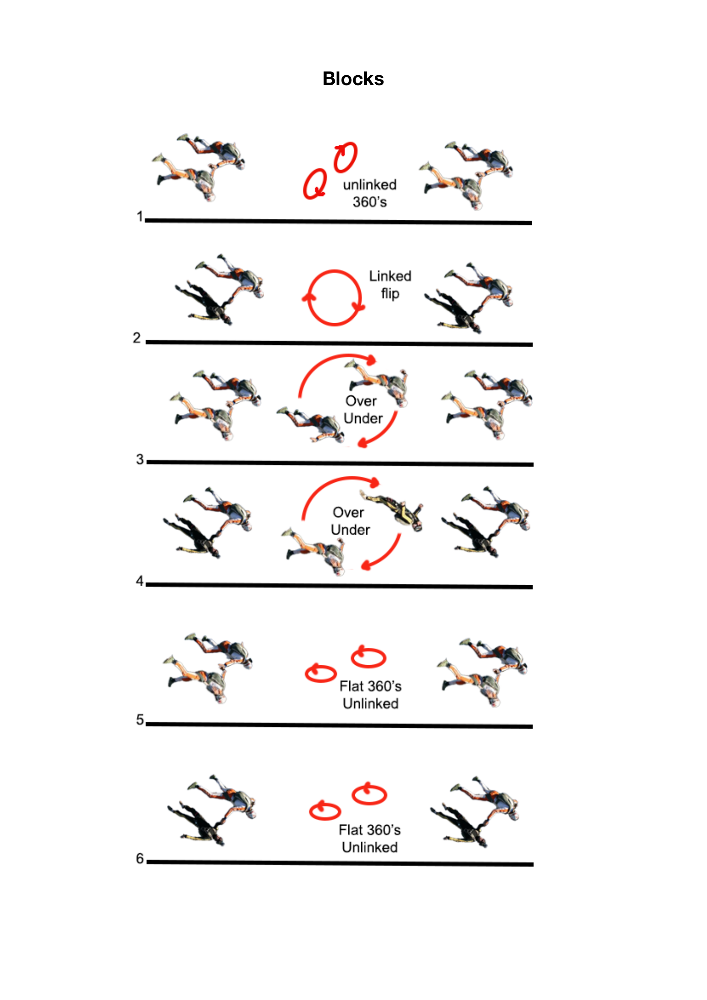 Blocks
unlinked
360's
1
Linked
flip
2
Over
Under
3
Over
Under
4
Flat 360's
Unlinked
5
Flat 360's
Unlinked
6